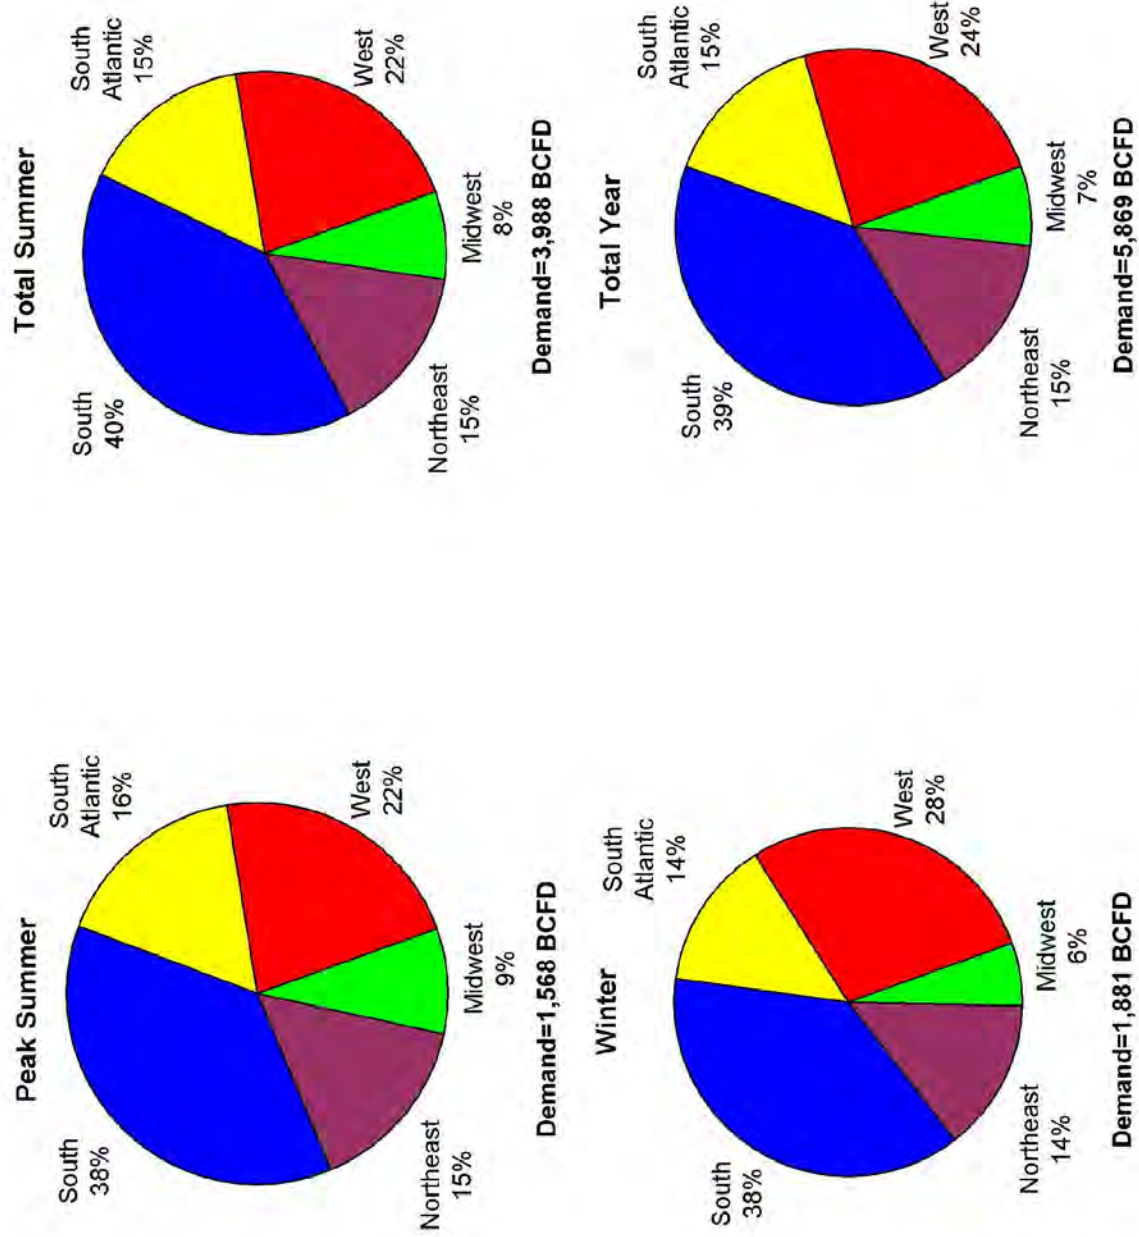 Peak Summer
South
Atlantic
16%
South
38%
West
22%
Northeast
15%
Midwest
9%
Demand=1,568 BCFD
Total Summer
South
Atlantic
15%
South
40%
West
22%
Northeast
15%
Midwest
8%
Demand=3,988 BCFD
Winter
South
Atlantic
14%
South
38%
West
28%
Northeast
14%
Midwest
6%
Demand=1,881 BCFD
Total Year
South
Atlantic
15%
South
39%
West
24%
Northeast
15%
Midwest
7%
Demand=5,869 BCFD